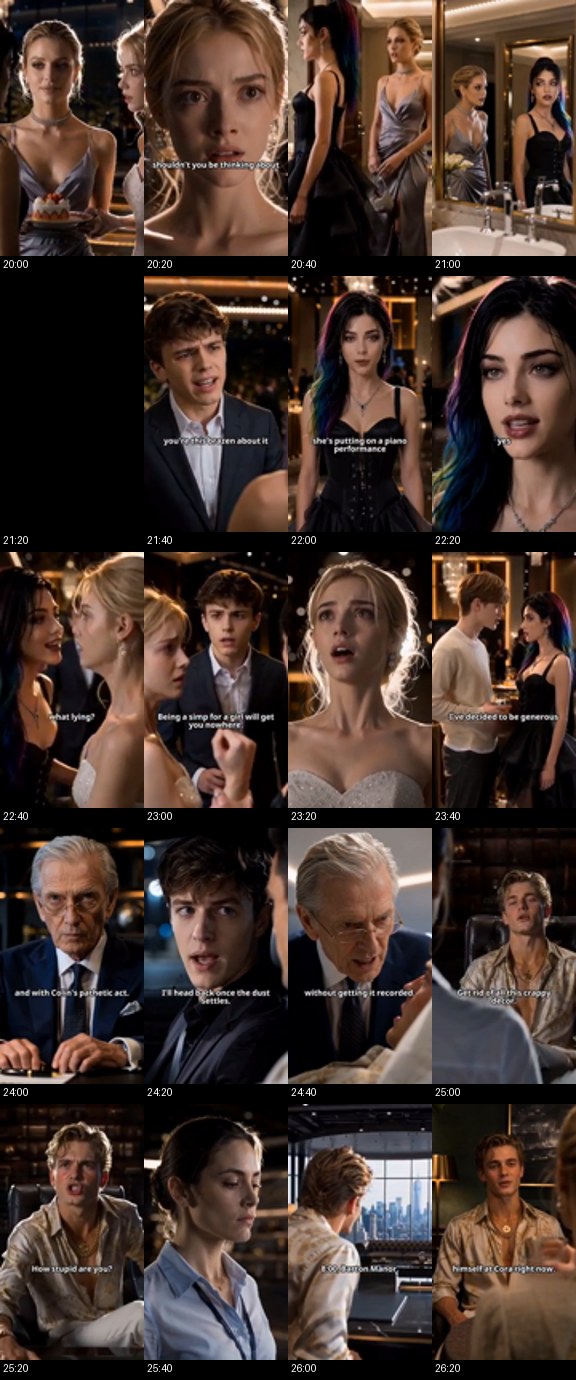 shouldn't you be thinking about
20:00
20:20
20:40
21:00
you're this brazen about it
she's putting on a piano
performance
yes
21:20
21:40
22:00
22:20
what lying?
Being a simp for a girl will get
you nowhere.
I've decided to be generous
22:40
23:00
23:20
23:40
and with Colin's pathetic act.
I'll head back once the dust
settles.
without getting it recorded.
Get rid of all this crappy
decor.
24:00
24:20
24:40
25:00
How stupid are you?
8:00, Barron Manor.
himself at Cora right now.
25:20
25:40
26:00
26:20